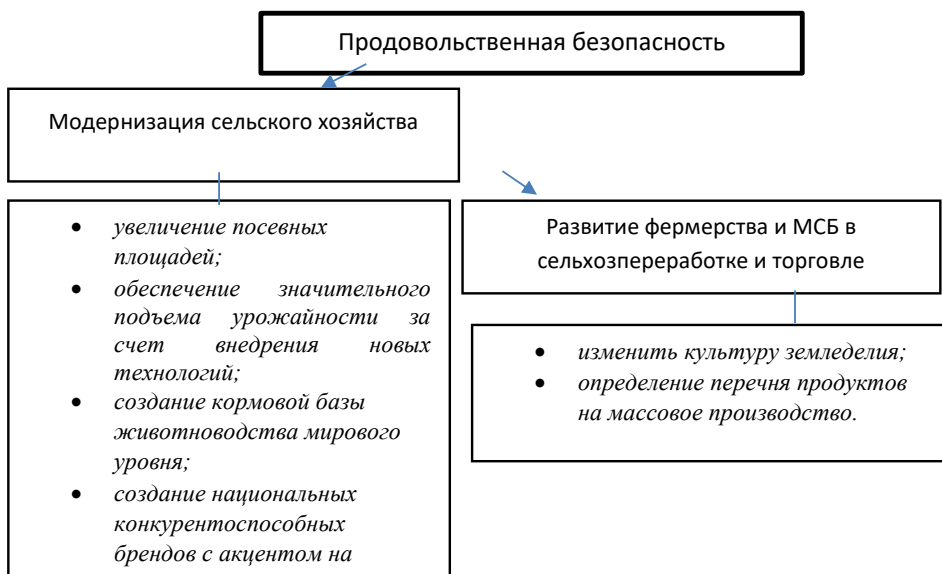 Продовольственная безопасность
Модернизация сельского хозяйства
• увеличение посевных
площадей;
• обеспечение значительного
подъема урожайности за
счет внедрения новых
технологий;
• создание кормовой базы
животноводства мирового
уровня;
• создание национальных
конкурентоспособных
брендов с акцентом на
Развитие фермерства и МСБ в
сельхозпереработке и торговле
• изменить культуру земледелия;
• определение перечня продуктов
на массовое производство.